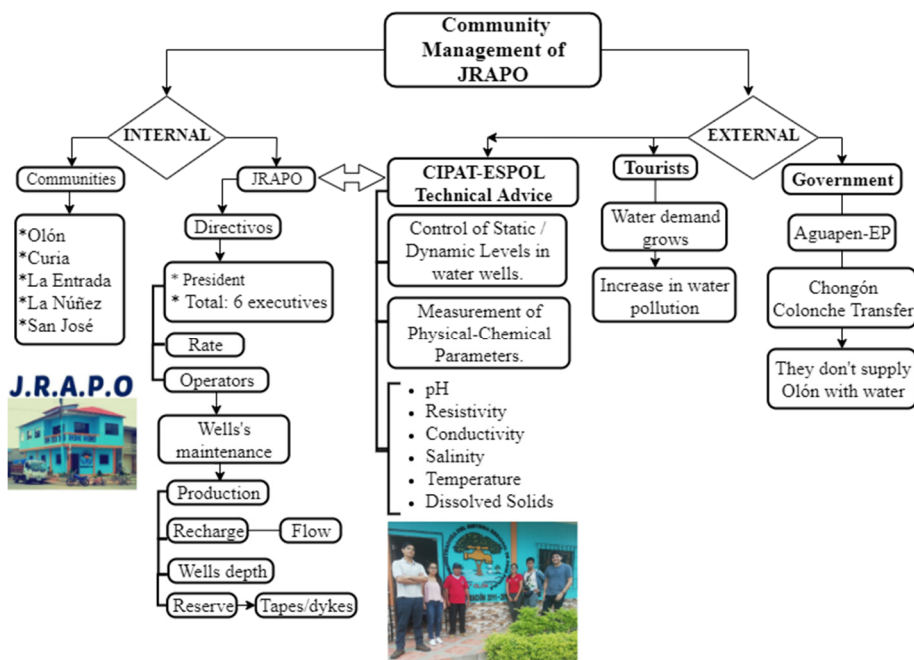 Community
Management of
JRAPO
INTERNAL
EXTERNAL
Communities
*Olón
*Curia
*La Entrada
*La Núñez
*San José
J.R.A.P.O
JRAPO
Directivos
* President
* Total: 6 executives
Rate
Operators
Wells's
maintenance
Production
Recharge
Flow
Wells depth
Reserve
Tapes/dykes
CIPAT-ESPOL
Technical Advice
Control of Static /
Dynamic Levels in
water wells.
Measurement of
Physical-Chemical
Parameters.
• pH
• Resistivity
• Conductivity
• Salinity
• Temperature
• Dissolved Solids
Tourists
Water demand
grows
Increase in water
pollution
Government
Aguapen-EP
Chongón
Colonche Transfer
They don't supply
Olón with water